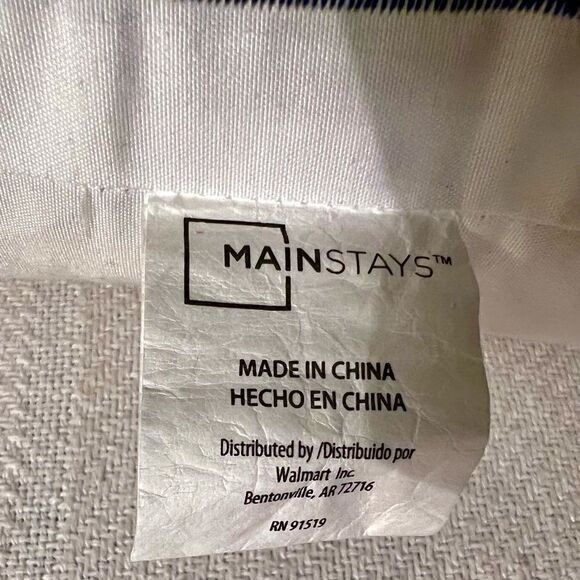 MAINSTAYS™
MADE IN CHINA
HECHO EN CHINA
Distributed by /Distribuido por
Walmart Inc.
Bentonville, AR 72716
RN 91519